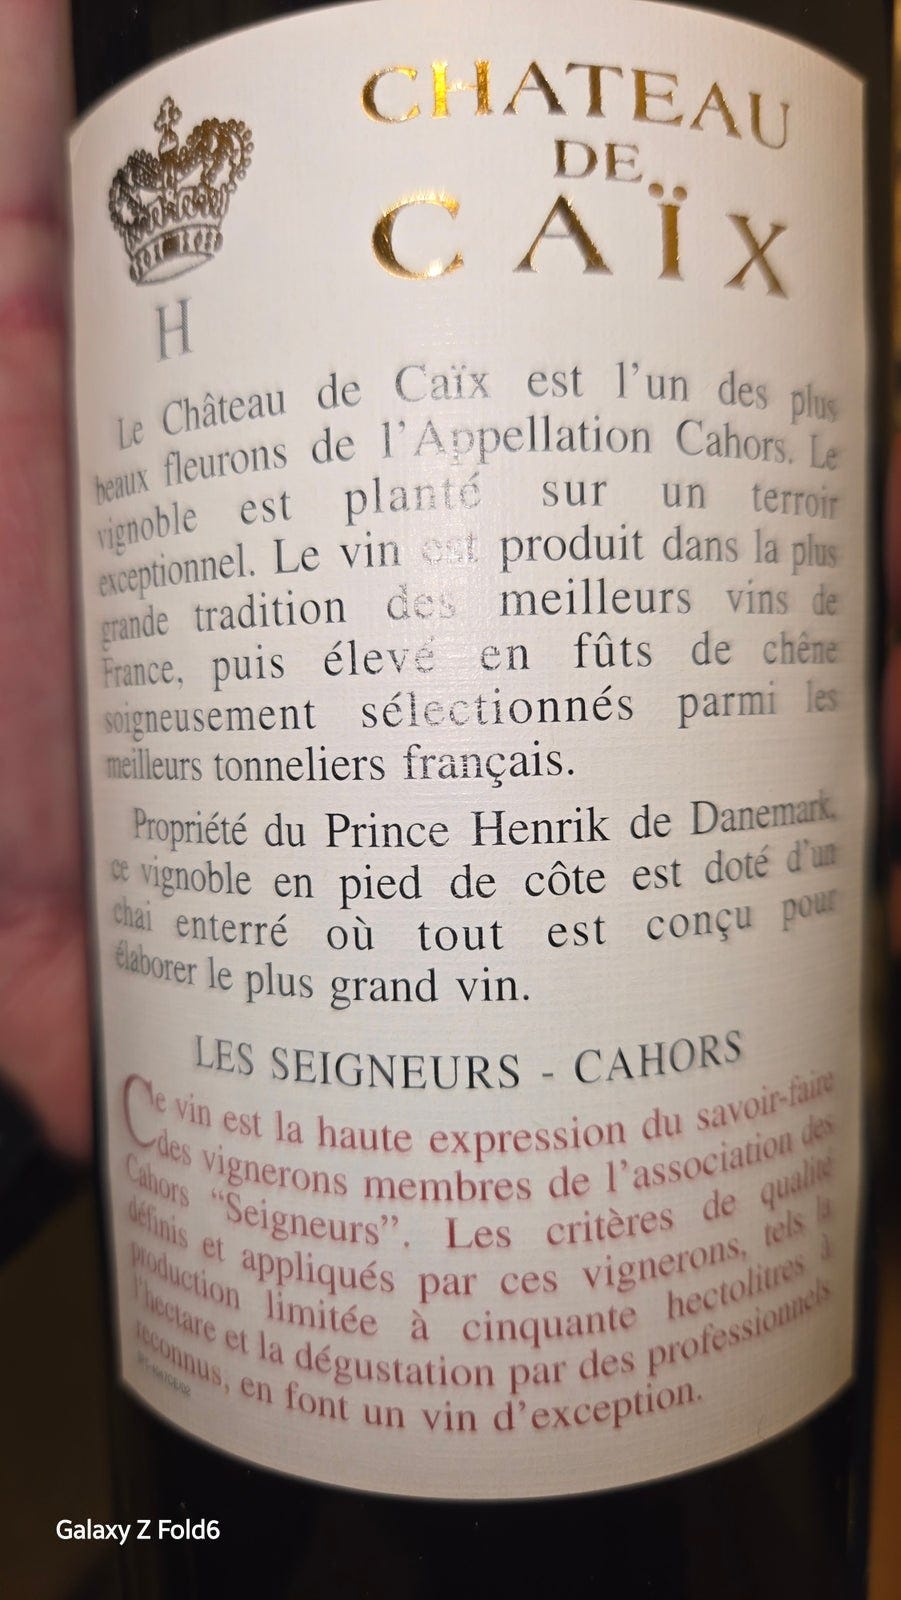 CHATEAU
DE
CAÏX
H
Le Château de Caïx est l'un des plus
beaux fleurons de l'Appellation Cahors. Le
vignoble est planté sur un terroir
exceptionnel. Le vin est produit dans la plus
grande tradition des meilleurs vins de
France, puis élevé en fûts de chêne
soigneusement sélectionnés parmi les
meilleurs tonneliers français.
Propriété du Prince Henrik de Danemark,
ce vignoble en pied de côte est doté d'un
chai enterré où tout est conçu pour
élaborer le plus grand vin.
LES SEIGNEURS - CAHORS
Ce vin est la haute expression du savoir-faire
des vignerons membres de l'association des
Cahors "Seigneurs". Les critères de qualité
définis et appliqués par ces vignerons, tels la
production limitée à cinquante hectolitres à
l'hectare et la dégustation par des professionnels
reconnus, en font un vin d'exception.
Galaxy Z Fold6